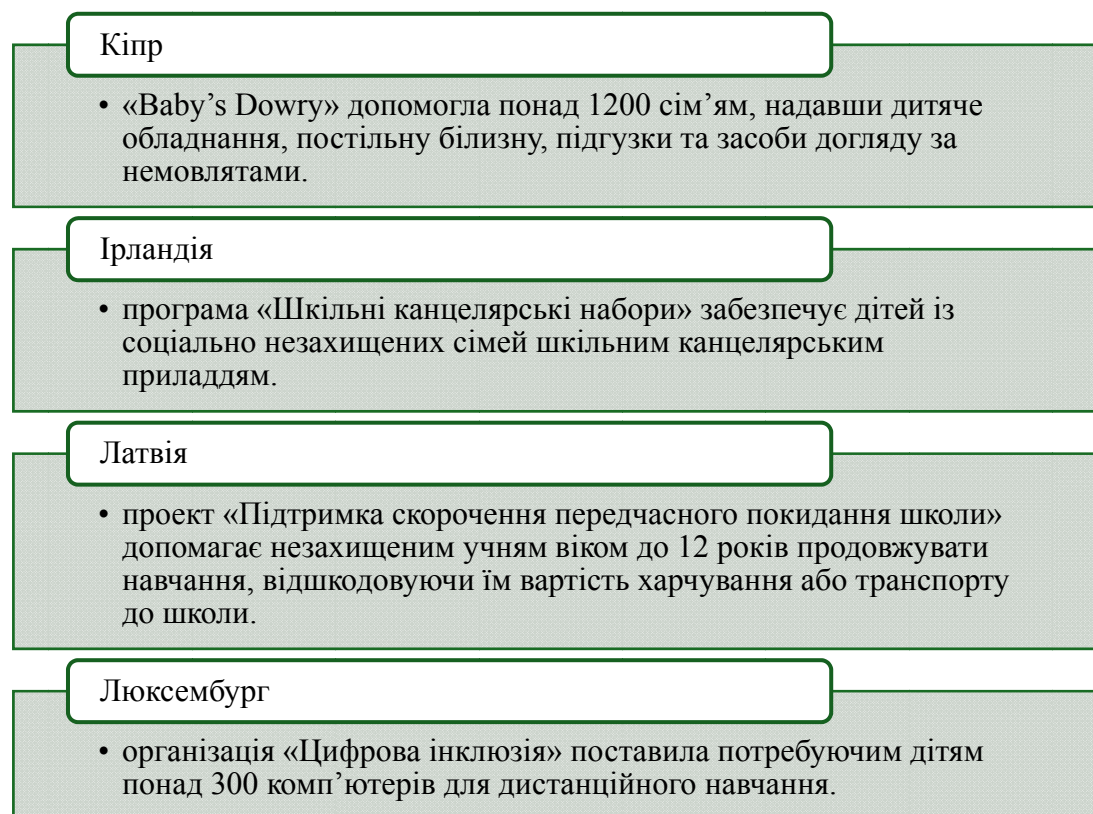 Кіпр
• «Baby’s Dowry» допомогла понад 1200 сім’ям, надавши дитяче
обладнання, постільну білизну, підгузки та засоби догляду за
немовлятами.
Ірландія
• програма «Шкільні канцелярські набори» забезпечує дітей із
соціально незахищених сімей шкільним канцелярським
приладдям.
Латвія
• проект «Підтримка скорочення передчасного покидання школи»
допомагає незахищеним учням віком до 12 років продовжувати
навчання, відшкодовуючи їм вартість харчування або транспорту
до школи.
Люксембург
• організація «Цифрова інклюзія» поставила потребуючим дітям
понад 300 комп’ютерів для дистанційного навчання.